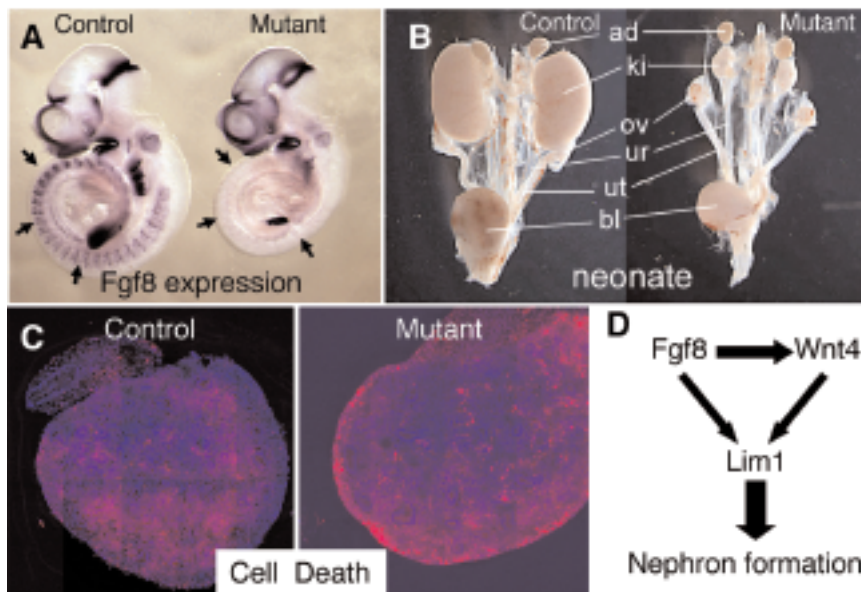 A
Control
Mutant
Fgf8 expression
B
Control
Mutant
ad
ki
ov
ur
ut
bl
neonate
C
Control
Mutant
Cell Death
D
Fgf8
Wnt4
Lim1
Nephron formation